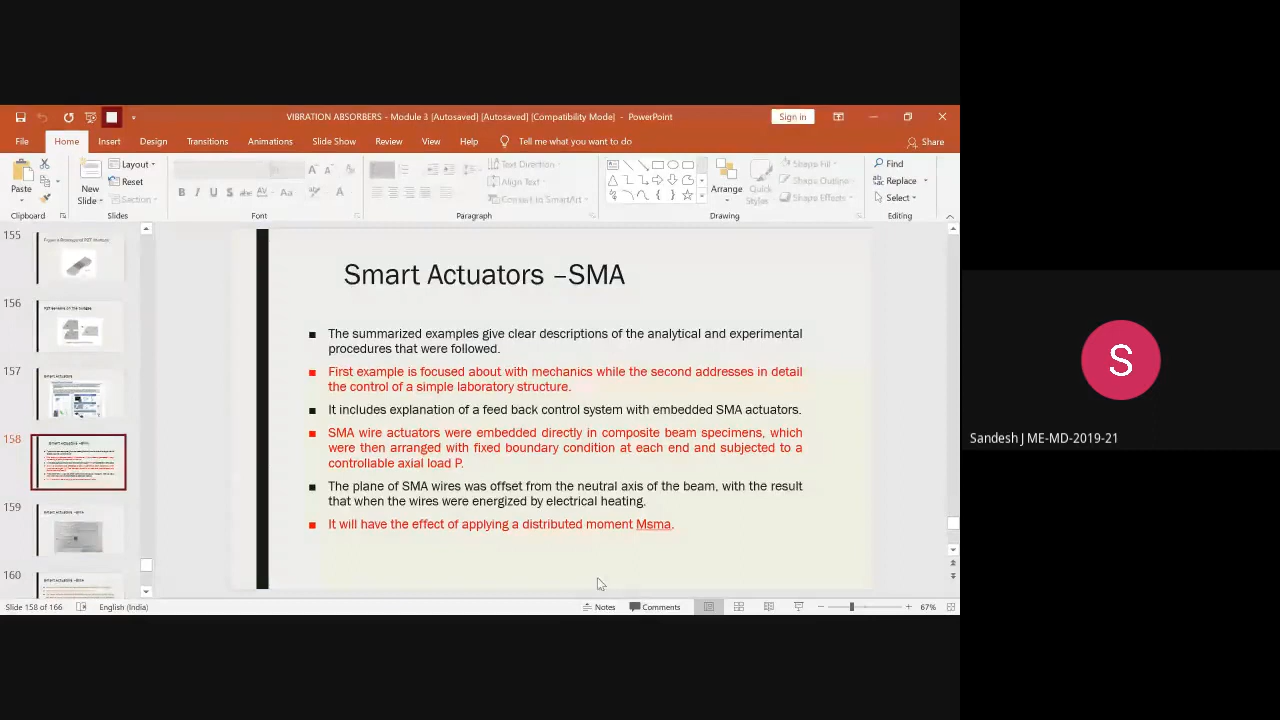 VIBRATION ABSORBERS - Module 3 [Autosaved] [Autosaved] [Compatibility Mode] - PowerPoint
Sign in
File Home Insert Design Transitions Animations Slide Show Review View Help Tell me what you want to do Share
Paste
New Slide
Layout
Reset
Section
Text Direction
Align Text
Convert to SmartArt
Arrange
Quick Styles
Shape Fill
Shape Outline
Shape Effects
Find
Replace
Select
Clipboard Slides Font Paragraph Drawing Editing
155
156
157
Smart Actuators
158
159
Smart Actuators -SMA
160
Smart Actuators -SMA
Smart Actuators –SMA
■ The summarized examples give clear descriptions of the analytical and experimental
procedures that were followed.
■ First example is focused about with mechanics while the second addresses in detail
the control of a simple laboratory structure.
■ It includes explanation of a feed back control system with embedded SMA actuators.
■ SMA wire actuators were embedded directly in composite beam specimens, which
were then arranged with fixed boundary condition at each end and subjected to a
controllable axial load P.
■ The plane of SMA wires was offset from the neutral axis of the beam, with the result
that when the wires were energized by electrical heating.
■ It will have the effect of applying a distributed moment Msma.
Slide 158 of 166 English (India) Notes Comments 67%
S
Sandesh J ME-MD-2019-21